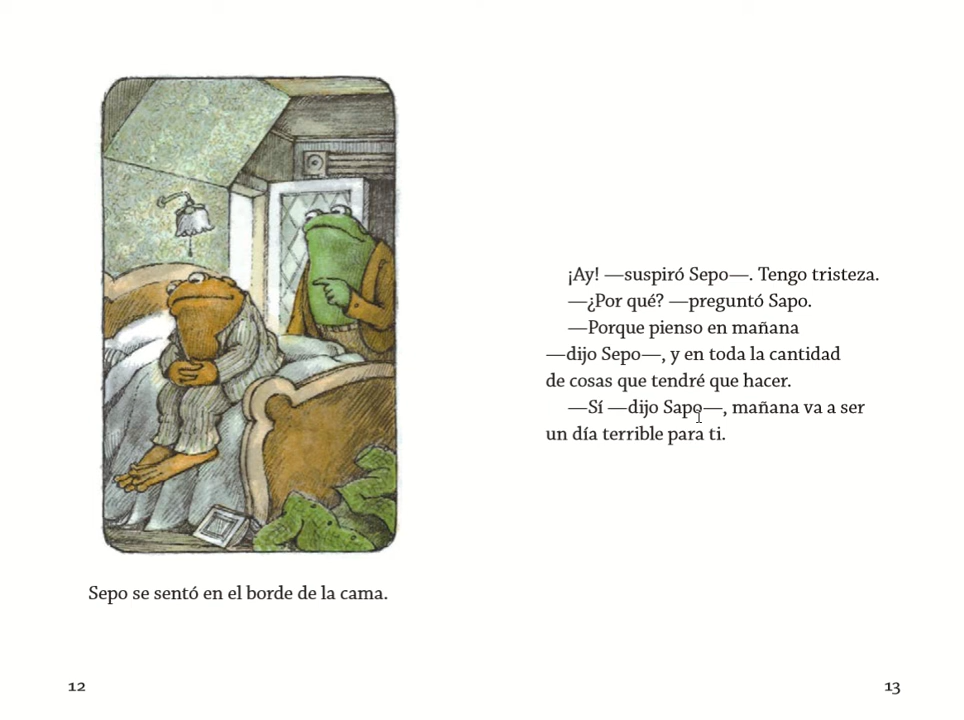 Sepo se sentó en el borde de la cama.
12
¡Ay! —suspiró Sepo—. Tengo tristeza.
—¿Por qué? —preguntó Sapo.
—Porque pienso en mañana
—dijo Sepo—, y en toda la cantidad
de cosas que tendré que hacer.
—Sí —dijo Sapo—, mañana va a ser
un día terrible para ti.
13